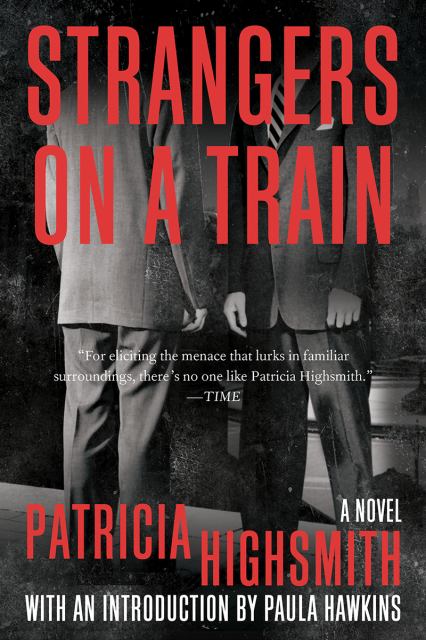 STRANGERS
ON A TRAIN
“For eliciting the menace that lurks in familiar
surroundings, there’s no one like Patricia Highsmith.”
—TIME
A NOVEL
PATRICIA
HIGHSMITH
WITH AN INTRODUCTION BY PAULA HAWKINS